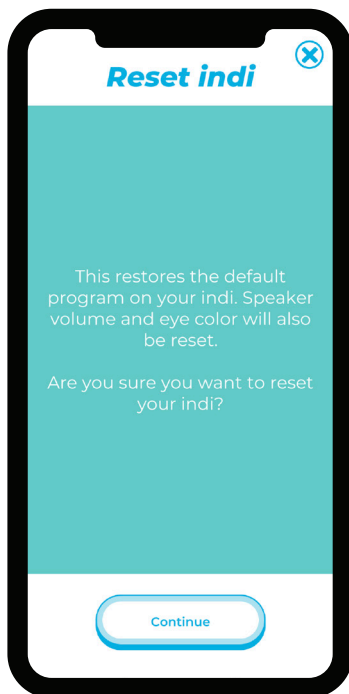 Reset indi
This restores the default
program on your indi. Speaker
volume and eye color will also
be reset.
Are you sure you want to reset
your indi?
Continue